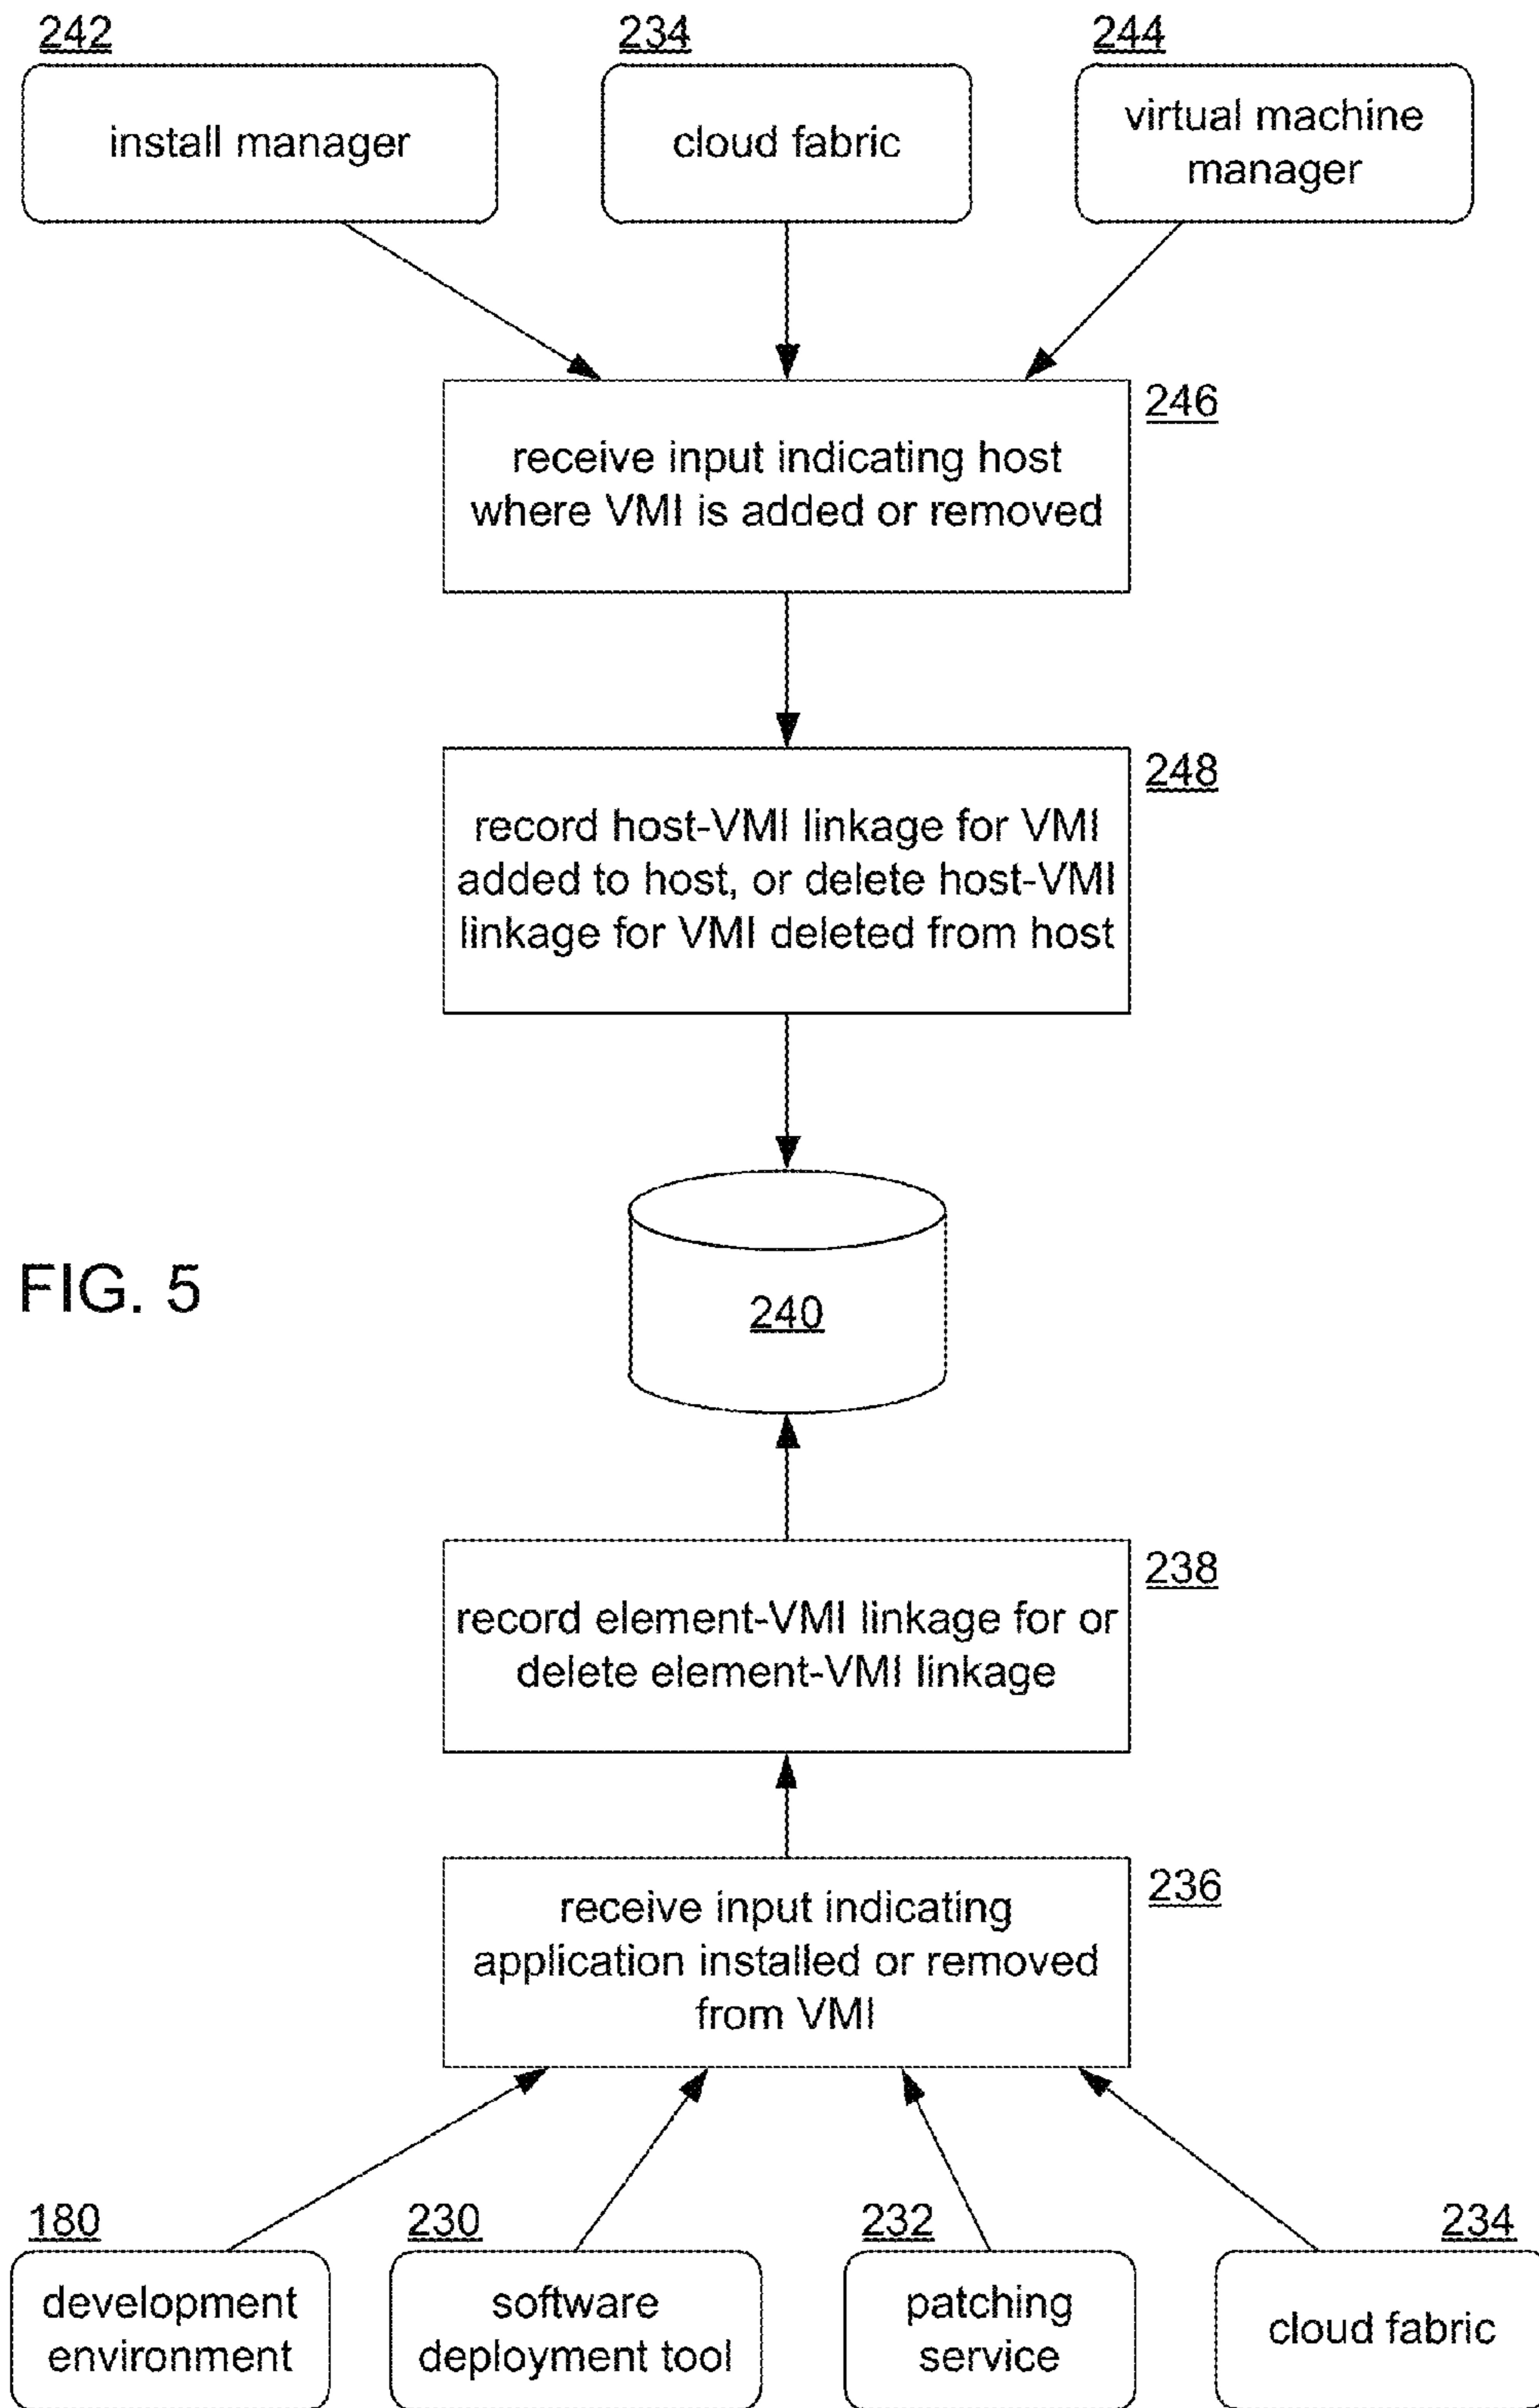 242
234
244
install manager
cloud fabric
virtual machine
manager
246
receive input indicating host
where VMI is added or removed
248
record host-VMI linkage for VMI
added to host, or delete host-VMI
linkage for VMI deleted from host
FIG. 5
240
238
record element-VMI linkage for or
delete element-VMI linkage
236
receive input indicating
application installed or removed
from VMI
180
230
232
234
development
environment
software
deployment tool
patching
service
cloud fabric